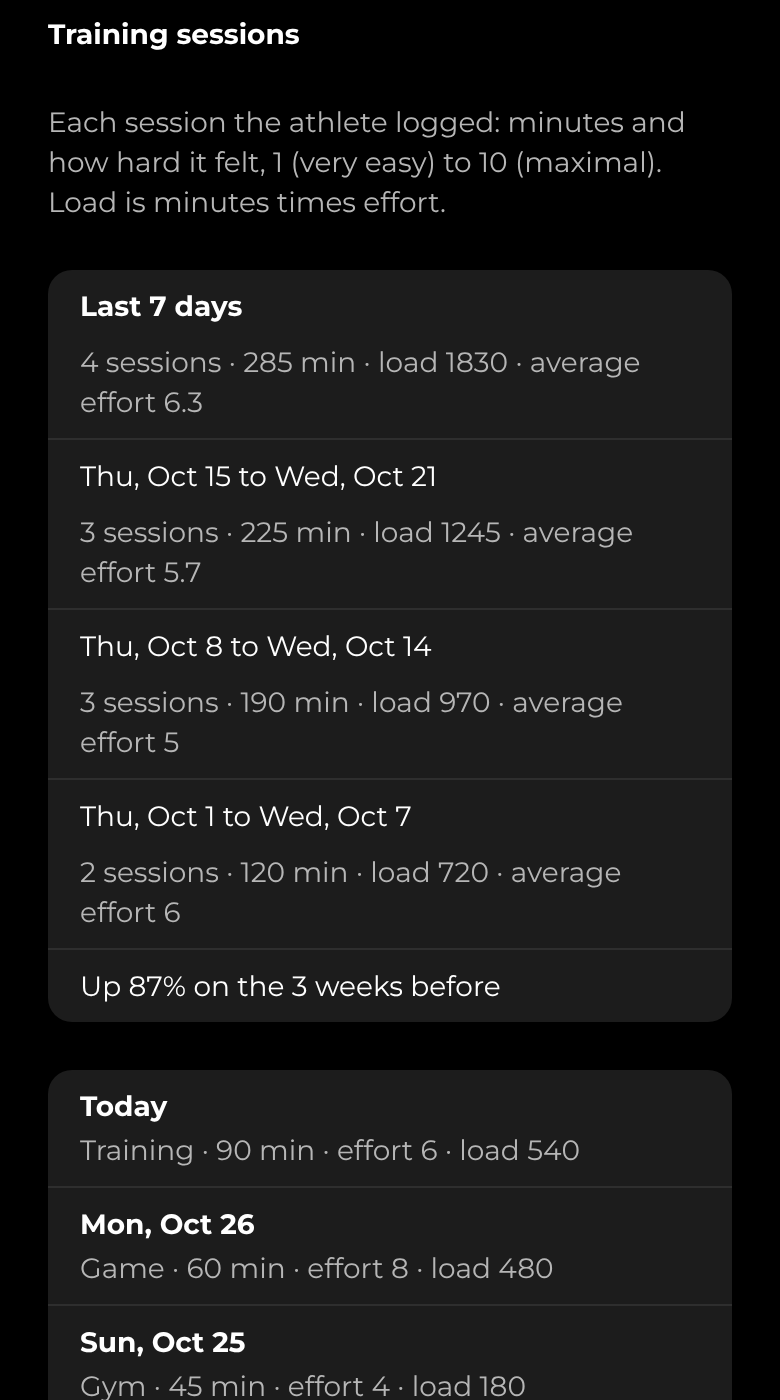 Training sessions
Each session the athlete logged: minutes and
how hard it felt, 1 (very easy) to 10 (maximal).
Load is minutes times effort.
Last 7 days
4 sessions · 285 min · load 1830 · average
effort 6.3
Thu, Oct 15 to Wed, Oct 21
3 sessions · 225 min · load 1245 · average
effort 5.7
Thu, Oct 8 to Wed, Oct 14
3 sessions · 190 min · load 970 · average
effort 5
Thu, Oct 1 to Wed, Oct 7
2 sessions · 120 min · load 720 · average
effort 6
Up 87% on the 3 weeks before
Today
Training · 90 min · effort 6 · load 540
Mon, Oct 26
Game · 60 min · effort 8 · load 480
Sun, Oct 25
Gym · 45 min · effort 4 · load 180